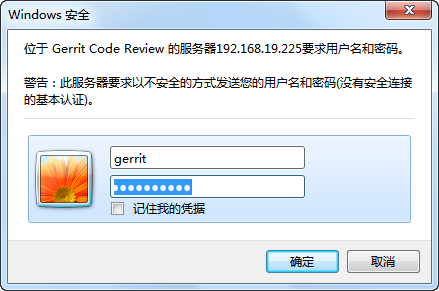 Windows 安全
位于 Gerrit Code Review 的服务器192.168.19.225要求用户名和密码。
警告：此服务器要求以不安全的方式发送您的用户名和密码(没有安全连接
的基本认证)。
gerrit
●●●●●●●●●●
记住我的凭据
确定
取消